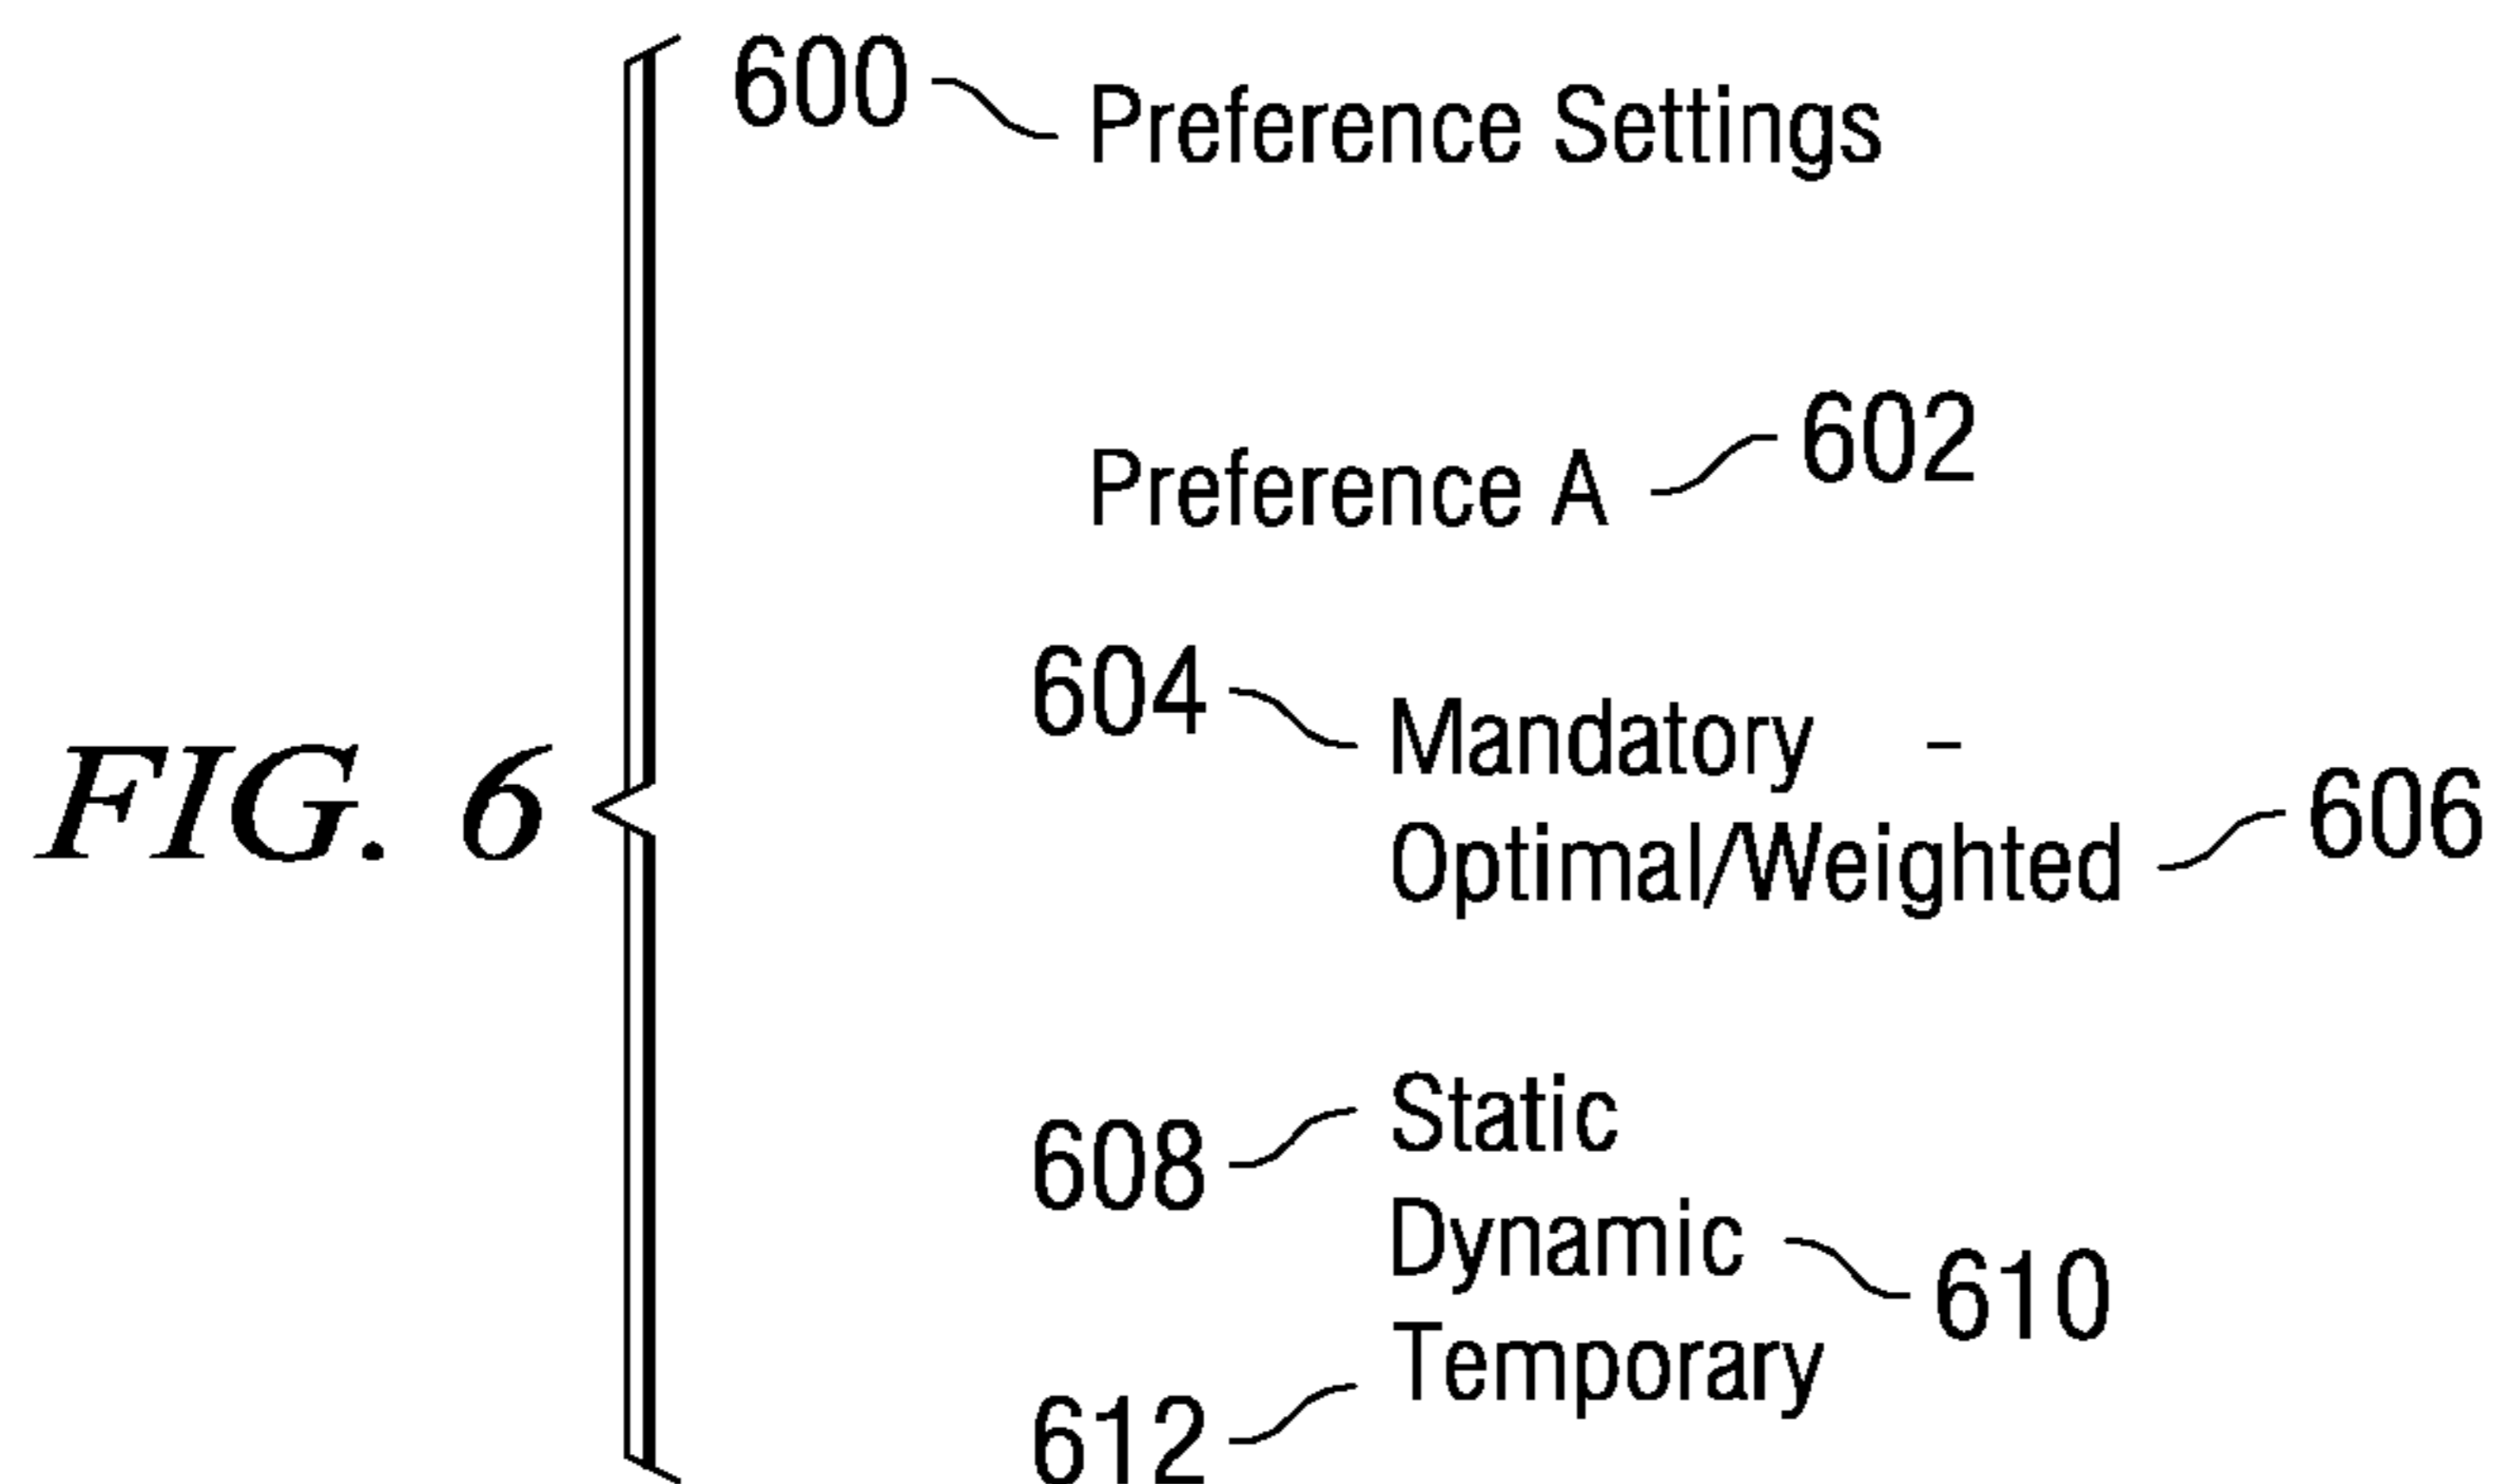 600 Preference Settings
Preference A 602
604 Mandatory –
Optimal/Weighted 606
FIG. 6
608 Static
Dynamic 610
612 Temporary